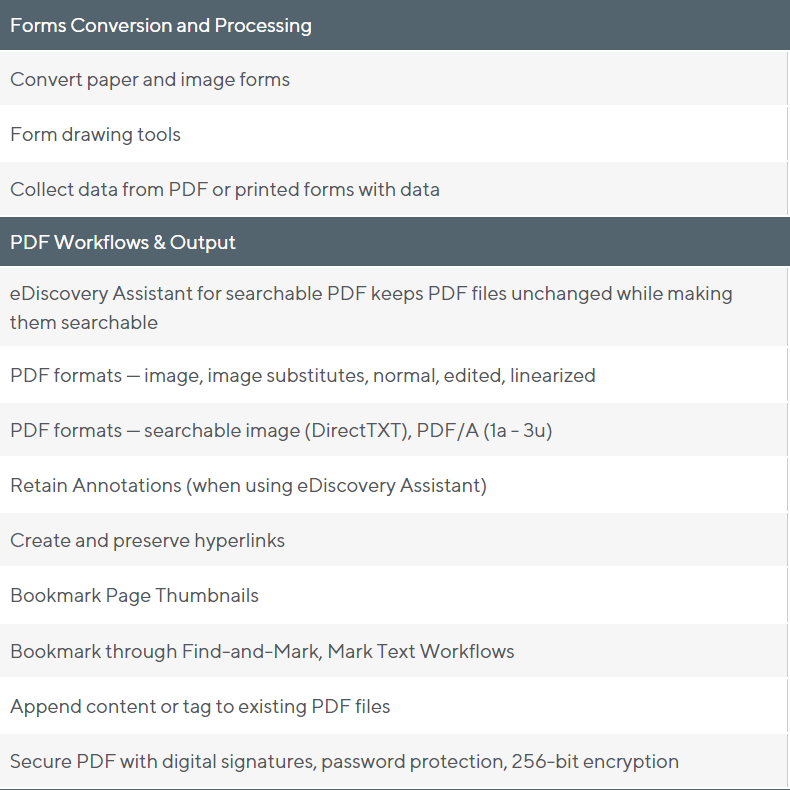 Forms Conversion and Processing
Convert paper and image forms
Form drawing tools
Collect data from PDF or printed forms with data
PDF Workflows & Output
eDiscovery Assistant for searchable PDF keeps PDF files unchanged while making
them searchable
PDF formats — image, image substitutes, normal, edited, linearized
PDF formats — searchable image (DirectTXT), PDF/A (1a - 3u)
Retain Annotations (when using eDiscovery Assistant)
Create and preserve hyperlinks
Bookmark Page Thumbnails
Bookmark through Find-and-Mark, Mark Text Workflows
Append content or tag to existing PDF files
Secure PDF with digital signatures, password protection, 256-bit encryption